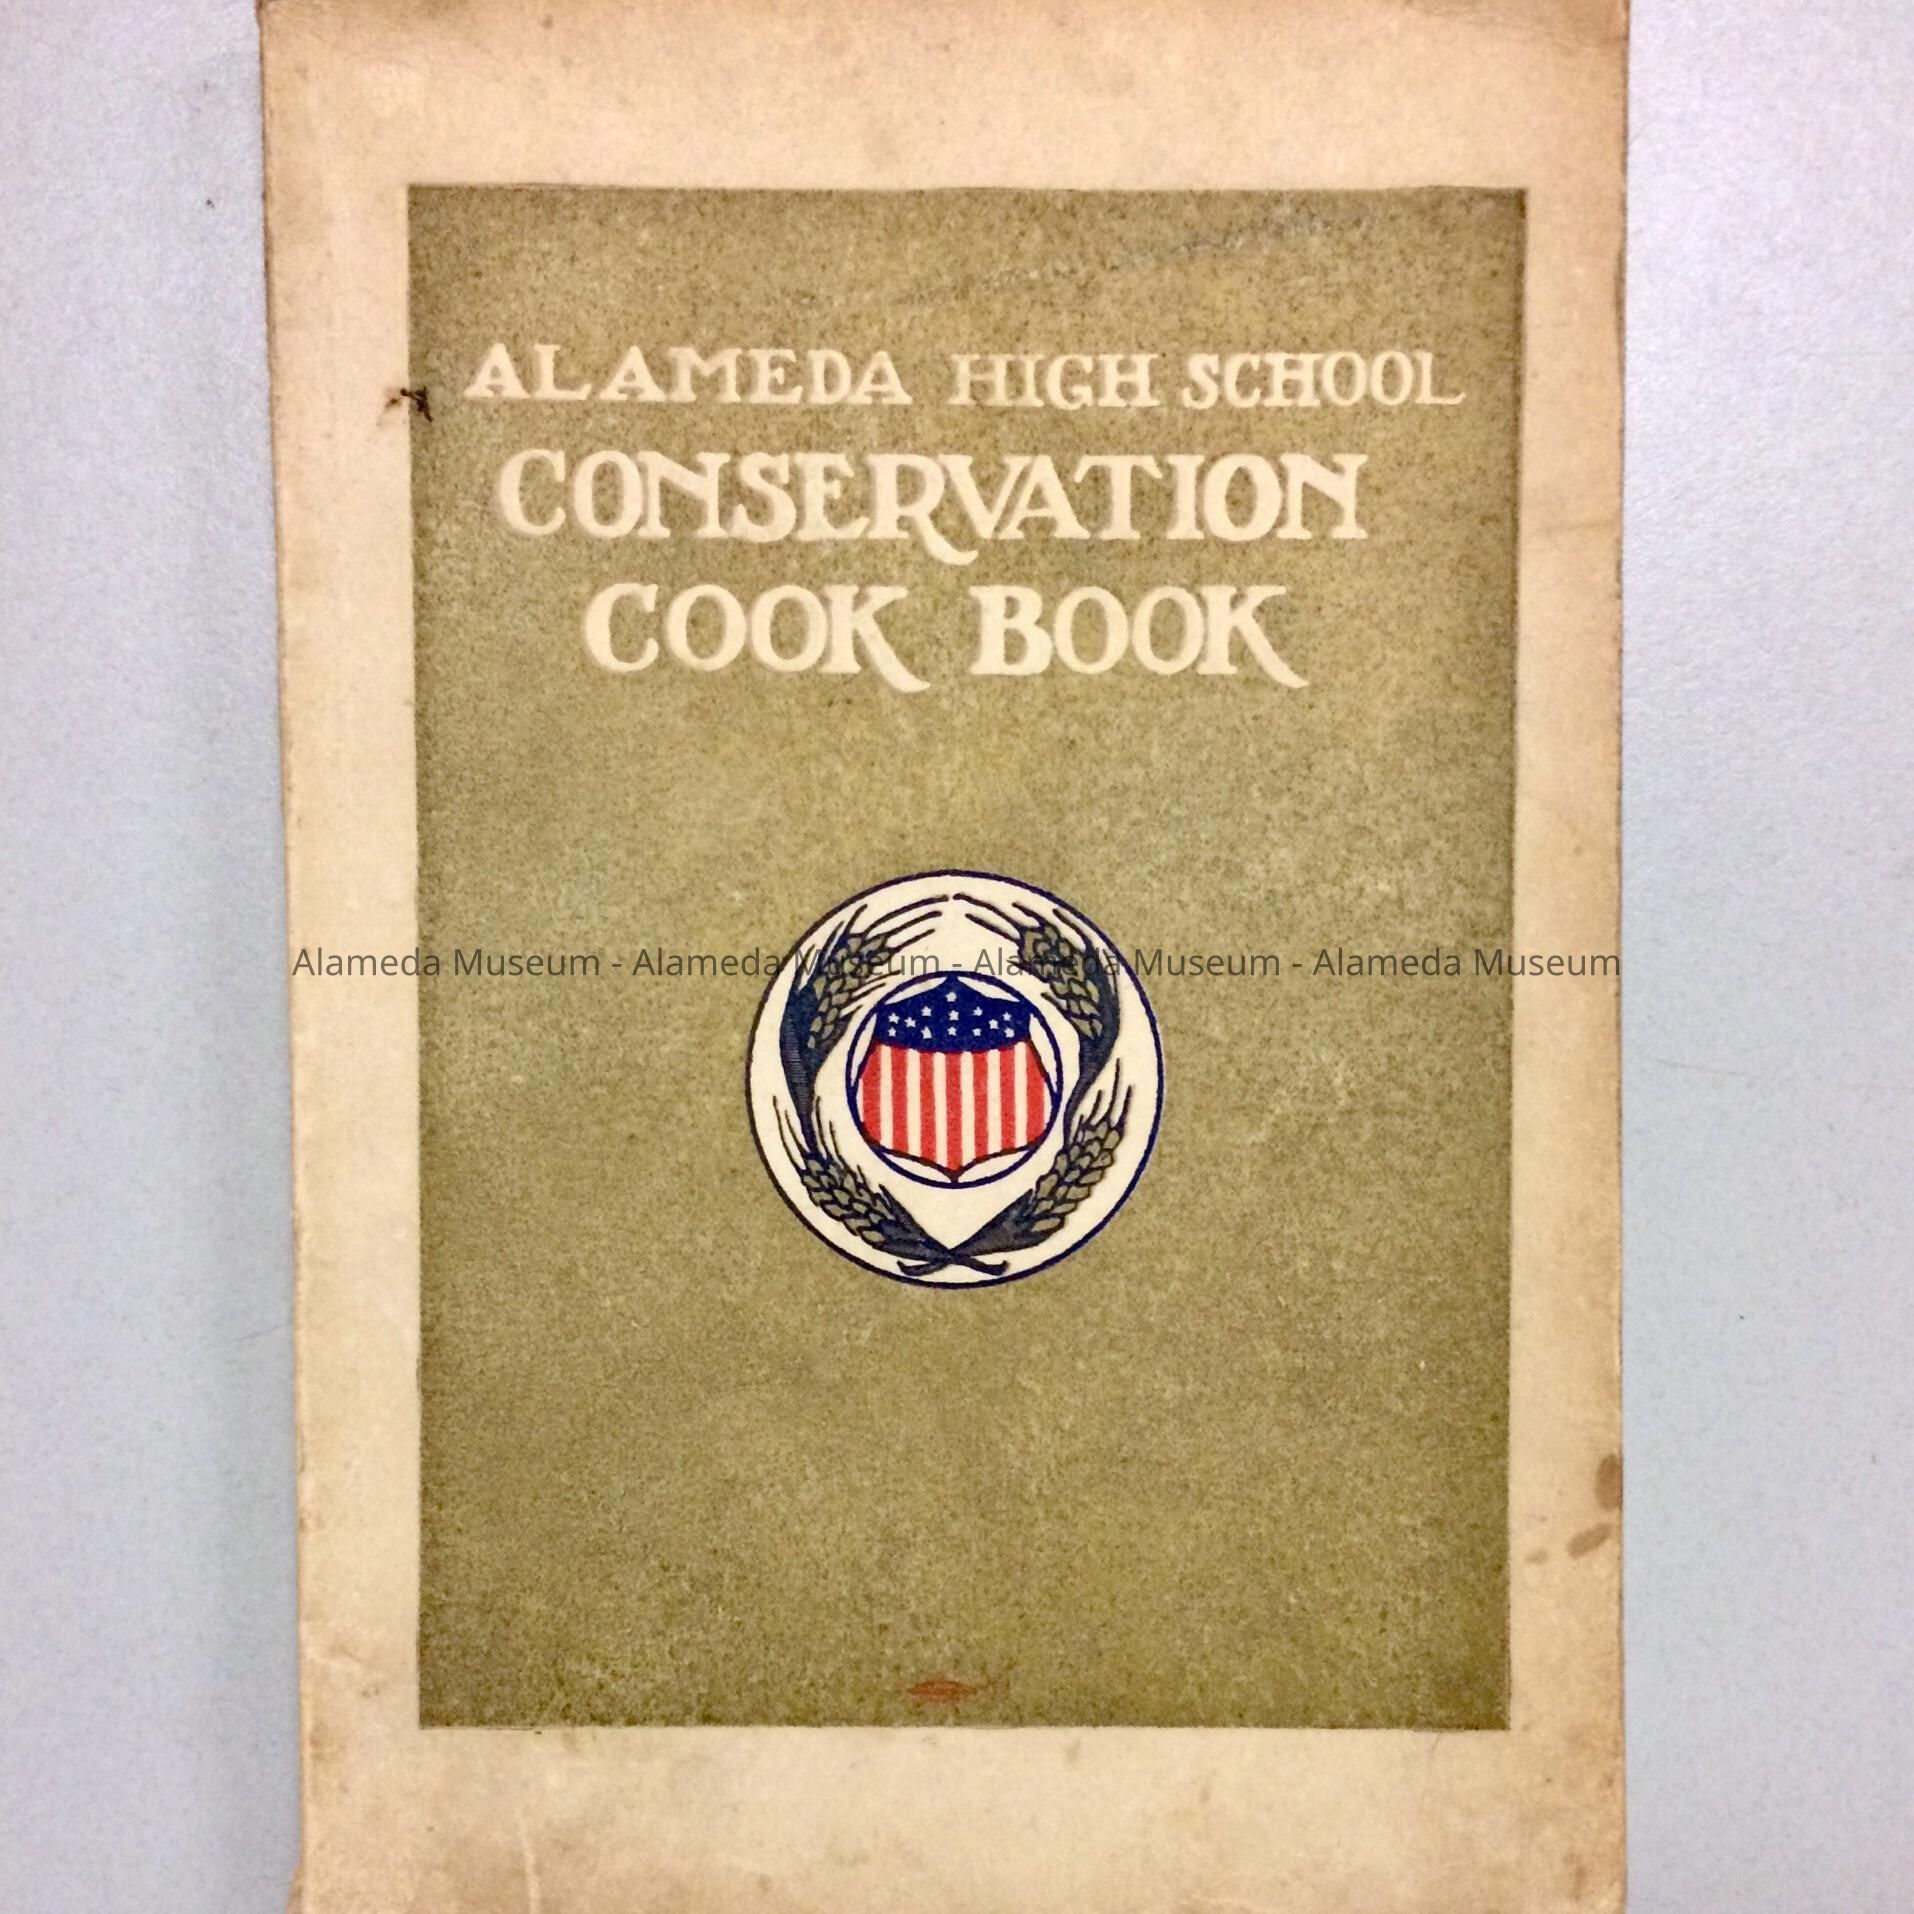 ALAMEDA HIGH SCHOOL
CONSERVATION
COOK BOOK
Alameda Museum - Alameda Museum - Alameda Museum - Alameda Museum